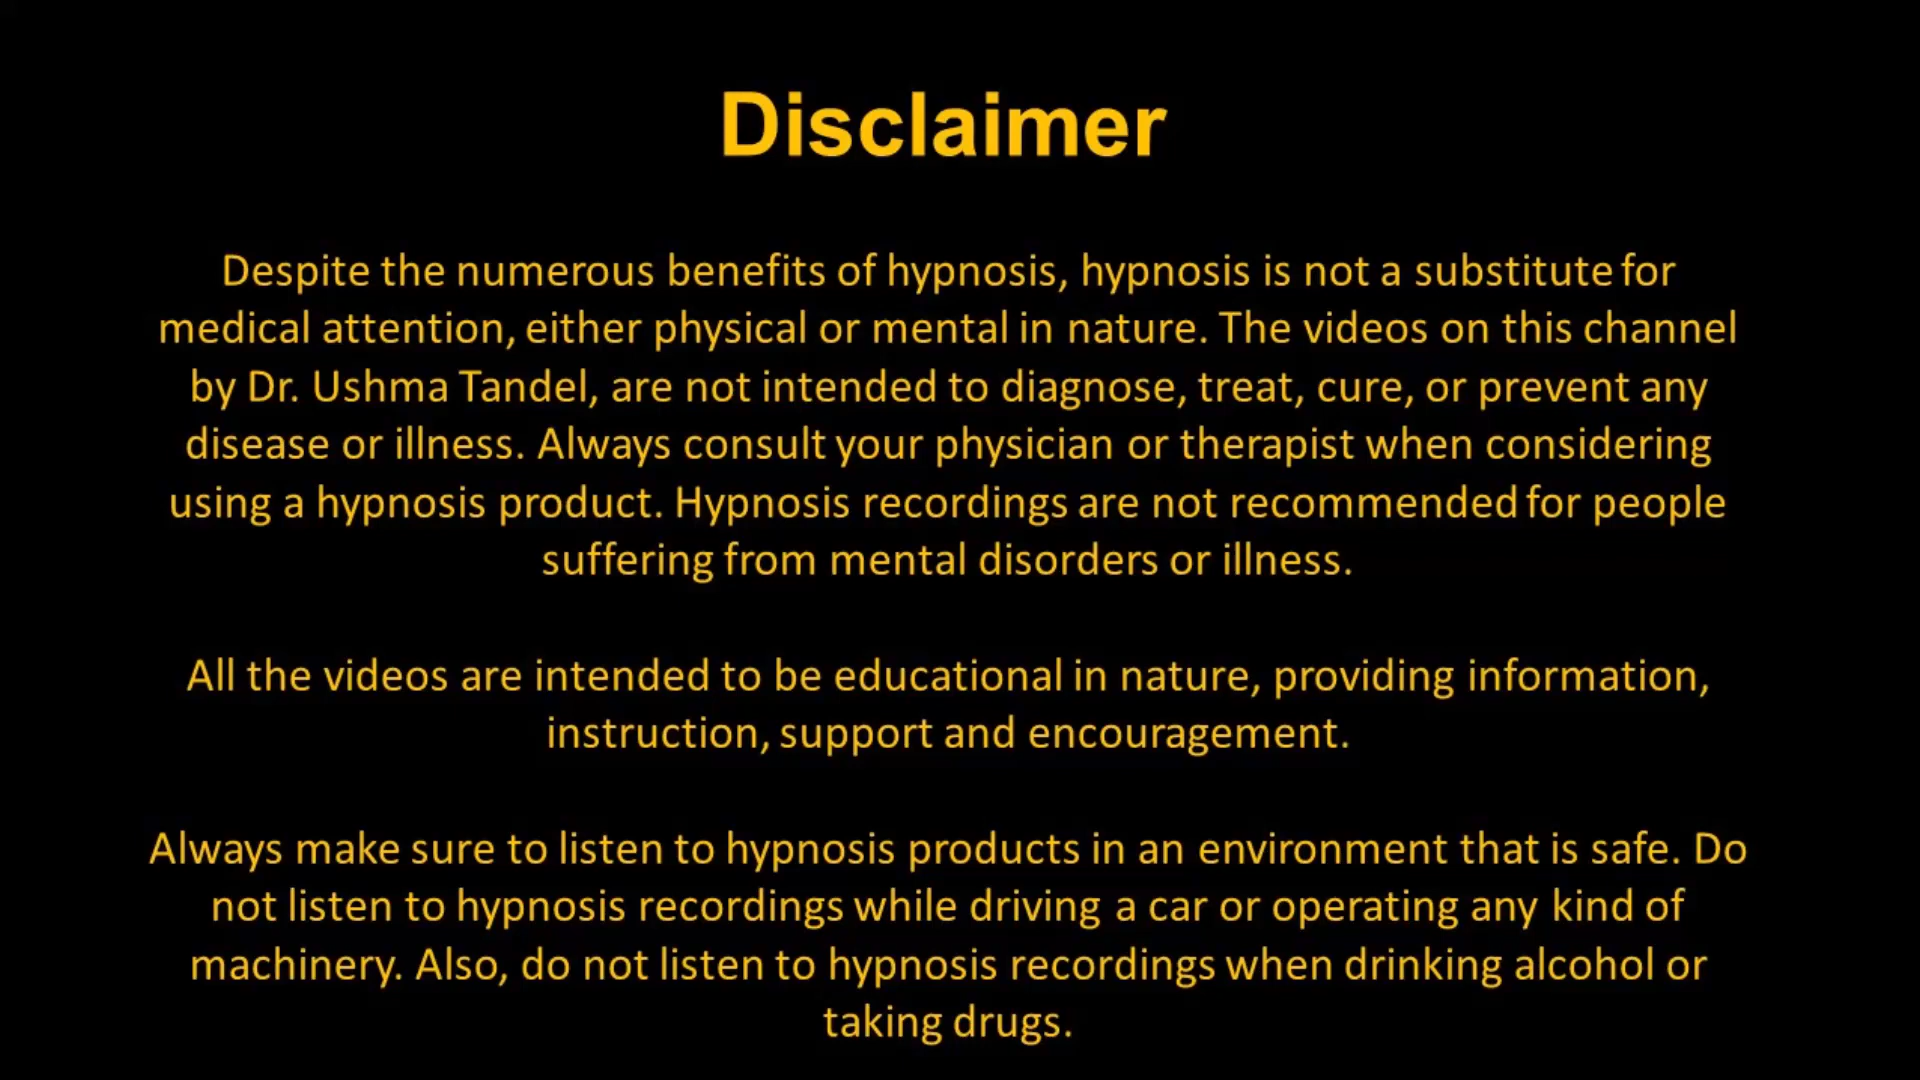 Disclaimer
Despite the numerous benefits of hypnosis, hypnosis is not a substitute for
medical attention, either physical or mental in nature. The videos on this channel
by Dr. Ushma Tandel, are not intended to diagnose, treat, cure, or prevent any
disease or illness. Always consult your physician or therapist when considering
using a hypnosis product. Hypnosis recordings are not recommended for people
suffering from mental disorders or illness.
All the videos are intended to be educational in nature, providing information,
instruction, support and encouragement.
Always make sure to listen to hypnosis products in an environment that is safe. Do
not listen to hypnosis recordings while driving a car or operating any kind of
machinery. Also, do not listen to hypnosis recordings when drinking alcohol or
taking drugs.